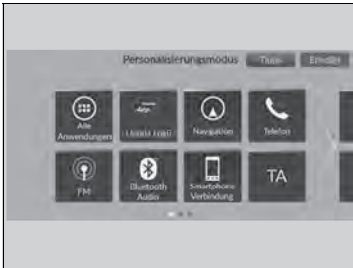 Personalisierungsmodus
Alle
Anwendungen
Navigation
Telefon
FM
Bluetooth
Audio
Smartphone
Verbindung
TA